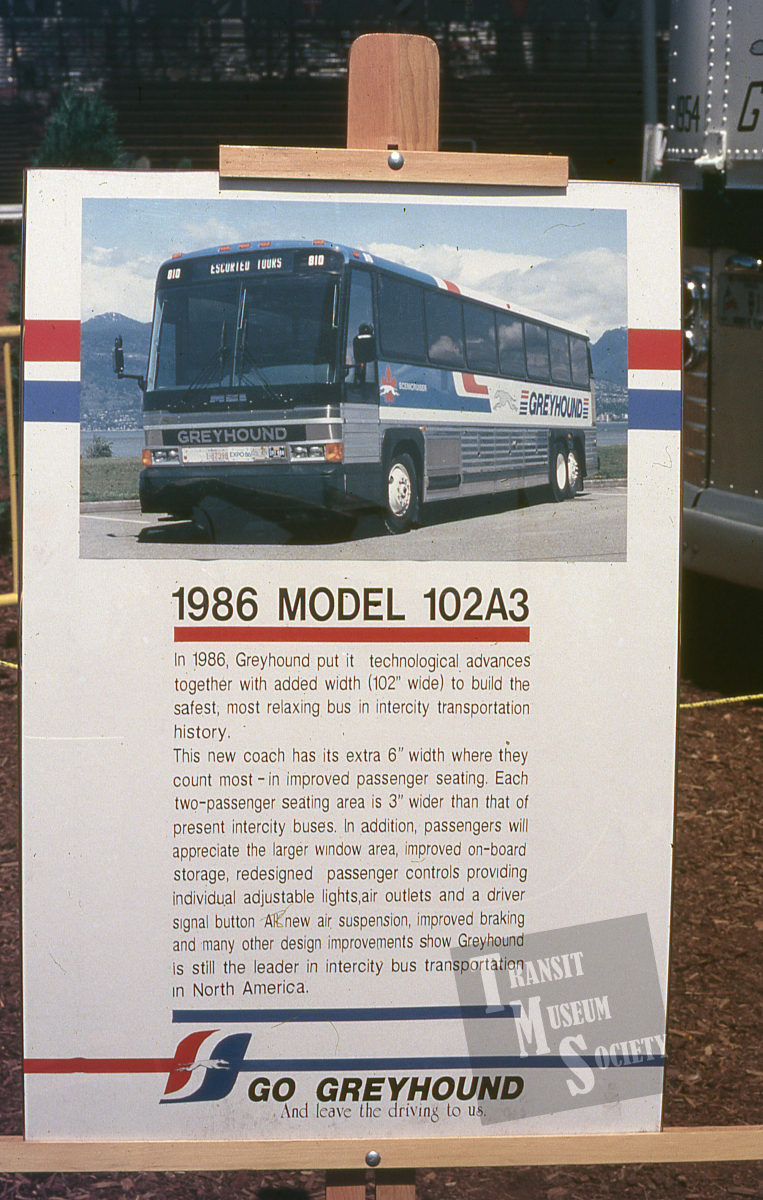 1954
G
810 ESCORTED TOURS 810
SCENICRUISER
GREYHOUND
GREYHOUND
EXPO86
1986 MODEL 102A3
In 1986, Greyhound put it technological advances
together with added width (102" wide) to build the
safest, most relaxing bus in intercity transportation
history.
This new coach has its extra 6" width where they
count most - in improved passenger seating. Each
two-passenger seating area is 3" wider than that of
present intercity buses. In addition, passengers will
appreciate the larger window area, improved on-board
storage, redesigned passenger controls providing
individual adjustable lights,air outlets and a driver
signal button All new air suspension, improved braking
and many other design improvements show Greyhound
is still the leader in intercity bus transportation
in North America.
TRANSIT
MUSEUM
SOCIETY
GO GREYHOUND
And leave the driving to us.